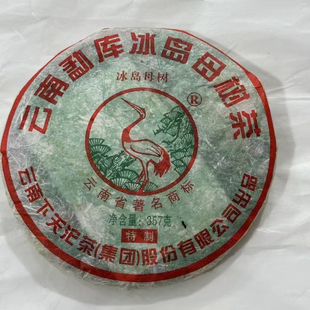 云南勐库冰岛母树茶
冰岛母树
®
云南省著名商标
净含量：357克
特制
云南下关沱茶(集团)股份有限公司出品